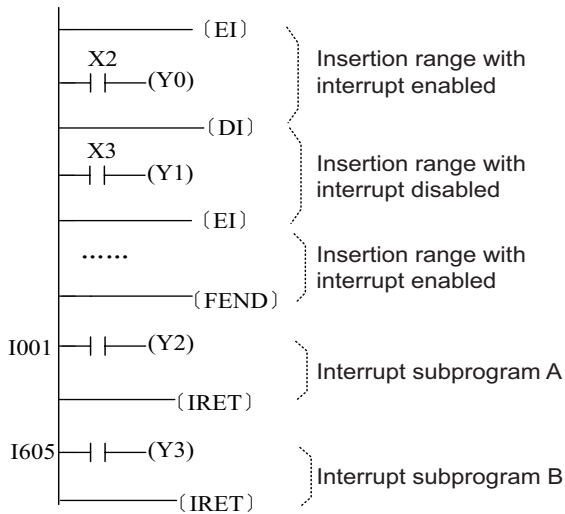 〔EI〕
X2
(Y0)
Insertion range with
interrupt enabled
〔DI〕
X3
(Y1)
Insertion range with
interrupt disabled
〔EI〕
......
Insertion range with
interrupt enabled
〔FEND〕
I001 (Y2)
Interrupt subprogram A
〔IRET〕
I605 (Y3)
Interrupt subprogram B
〔IRET〕